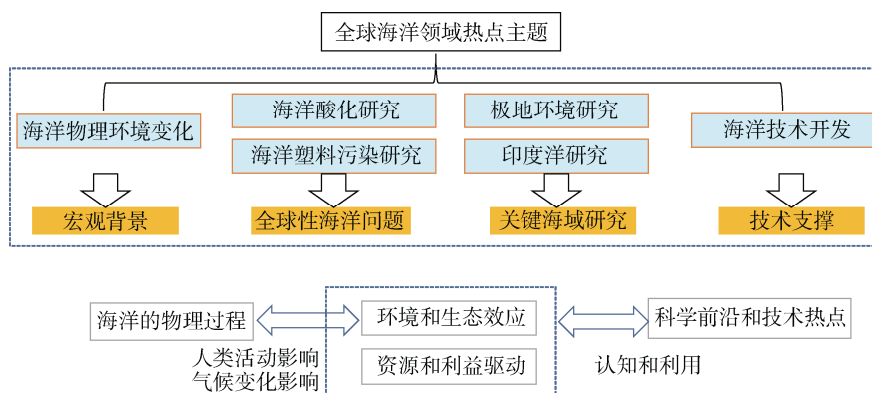 全球海洋领域热点主题
海洋物理环境变化
海洋酸化研究
海洋塑料污染研究
极地环境研究
印度洋研究
海洋技术开发
宏观背景
全球性海洋问题
关键海域研究
技术支撑
海洋的物理过程
环境和生态效应
科学前沿和技术热点
人类活动影响
气候变化影响
资源和利益驱动
认知和利用